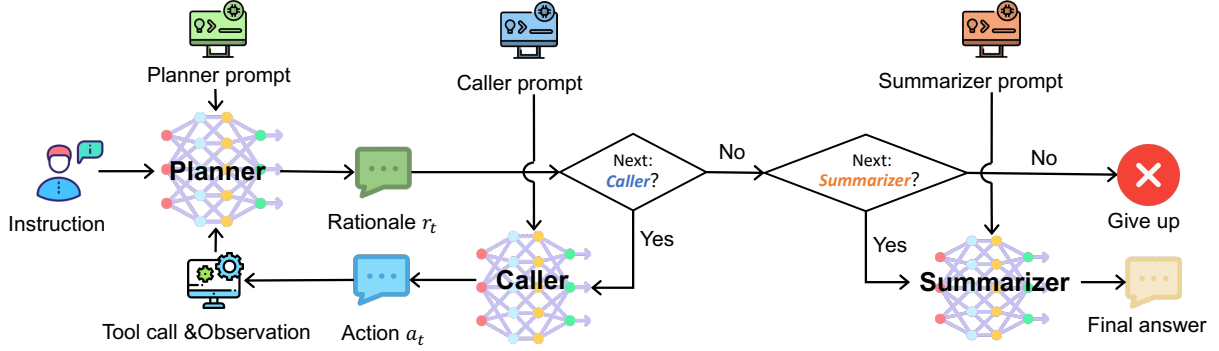 Planner prompt
Caller prompt
Summarizer prompt
Instruction
Planner
Rationale $r_t$
Next:
Caller?
No
Next:
Summarizer?
No
Give up
Yes
Yes
Tool call &Observation
Action $a_t$
Caller
Summarizer
Final answer